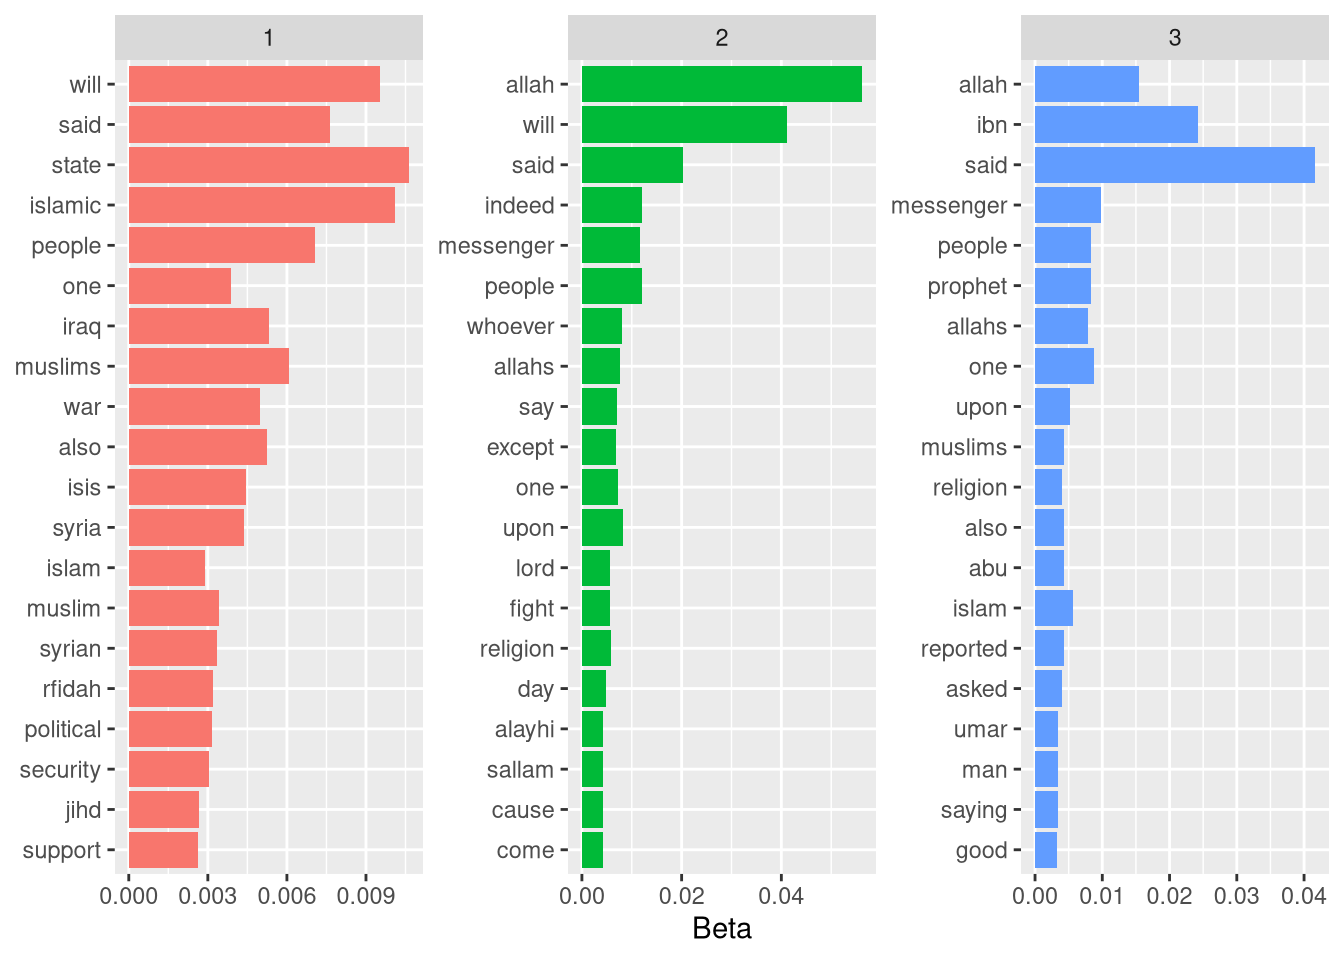 1
will
said
state
islamic
people
one
iraq
muslims
war
also
isis
syria
islam
muslim
syrian
rfidah
political
security
jihd
support
0.000 0.003 0.006 0.009
2
allah
will
said
indeed
messenger
people
whoever
allahs
say
except
one
upon
lord
fight
religion
day
alayhi
sallam
cause
come
0.00 0.02 0.04
3
allah
ibn
said
messenger
people
prophet
allahs
one
upon
muslims
religion
also
abu
islam
reported
asked
umar
man
saying
good
0.00 0.01 0.02 0.03 0.04
Beta